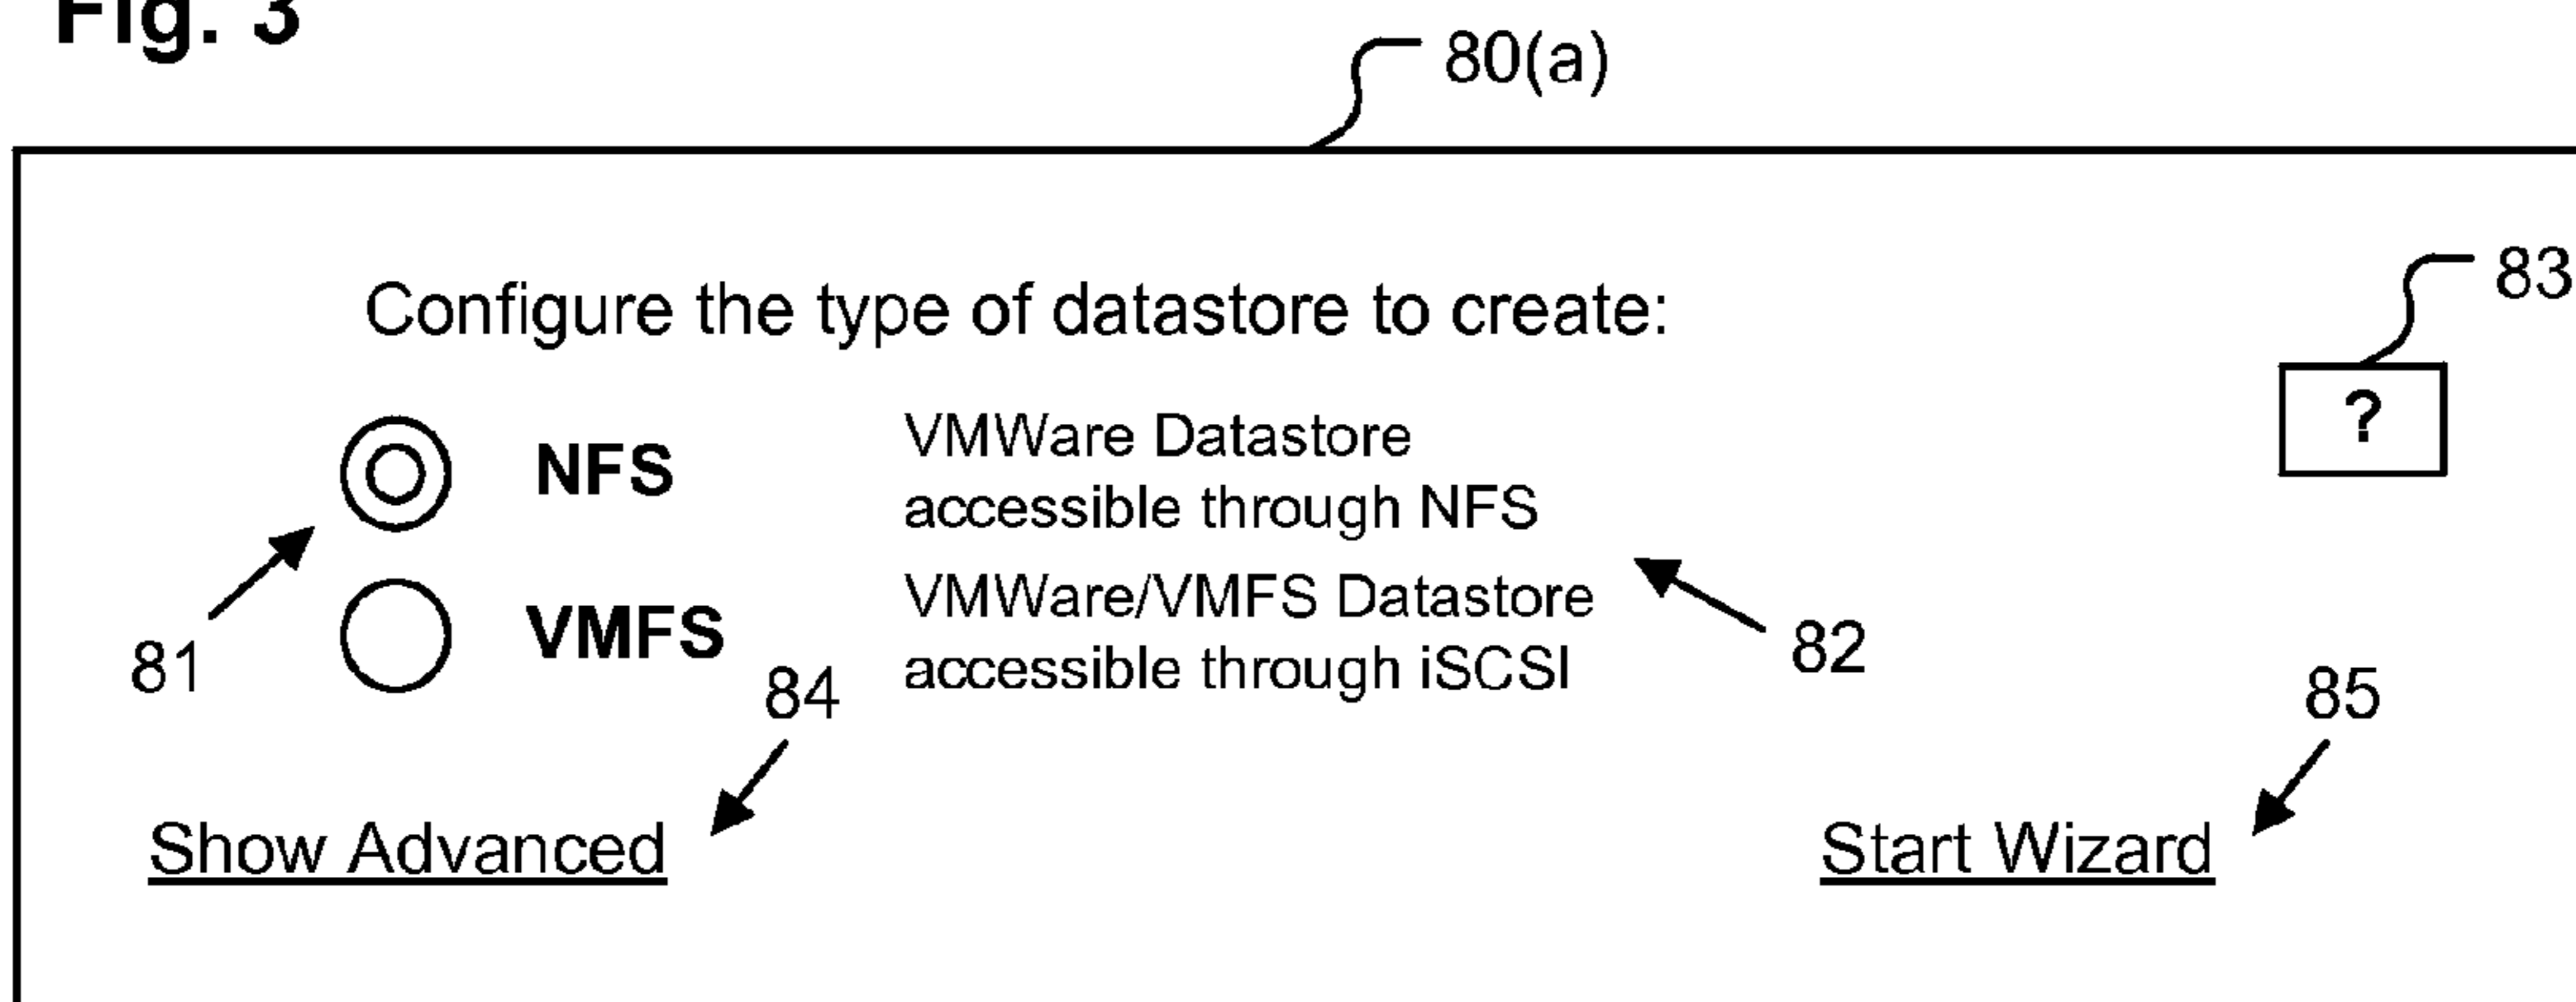 Fig. 3
80(a)
83
Configure the type of datastore to create:
?
NFS
VMWare Datastore
accessible through NFS
81
VMFS
VMWare/VMFS Datastore
accessible through iSCSI
82
84
85
Show Advanced
Start Wizard